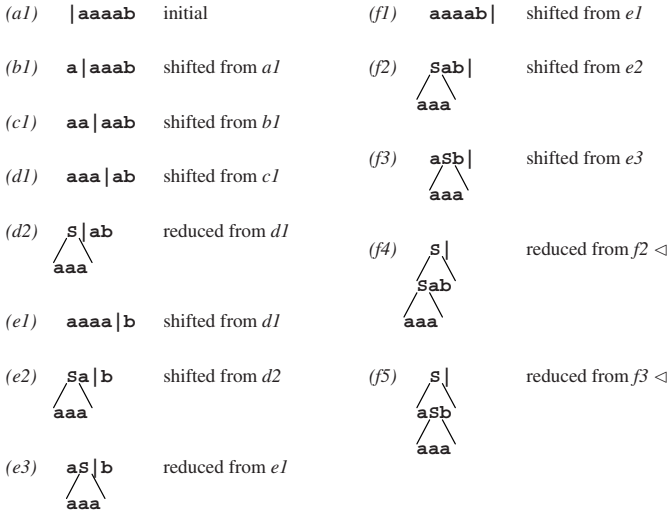 (a1) |aaaab initial
(b1) a|aaab shifted from a1
(c1) aa|aab shifted from b1
(d1) aaa|ab shifted from c1
(d2) S|ab reduced from d1
aaa
(e1) aaaa|b shifted from d1
(e2) Sa|b shifted from d2
aaa
(e3) aS|b reduced from e1
aaa
(f1) aaaab| shifted from e1
(f2) Sab| shifted from e2
aaa
(f3) aSb| shifted from e3
aaa
(f4) S| reduced from f2 ◁
Sab
aaa
(f5) S| reduced from f3 ◁
aSb
aaa